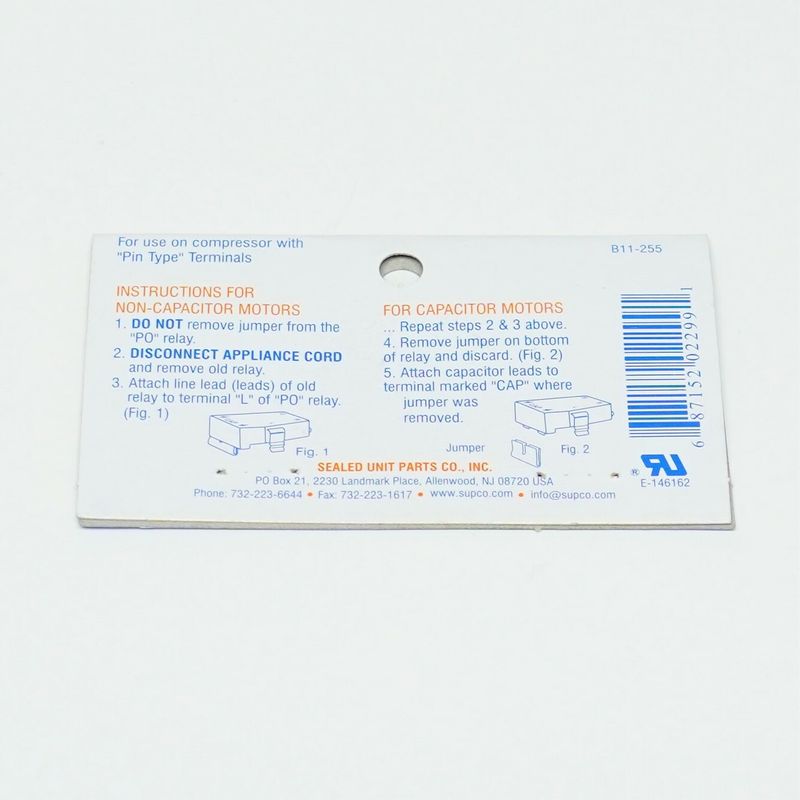 For use on compressor with
"Pin Type" Terminals
B11-255
INSTRUCTIONS FOR
NON-CAPACITOR MOTORS
1. DO NOT remove jumper from the
"PO" relay.
2. DISCONNECT APPLIANCE CORD
and remove old relay.
3. Attach line lead (leads) of old
relay to terminal "L" of "PO" relay.
(Fig. 1)
Fig. 1
FOR CAPACITOR MOTORS
... Repeat steps 2 & 3 above.
4. Remove jumper on bottom
of relay and discard. (Fig. 2)
5. Attach capacitor leads to
terminal marked "CAP" where
jumper was
removed.
Jumper
Fig. 2
6 87152 02299 1
SEALED UNIT PARTS CO., INC.
PO Box 21, 2230 Landmark Place, Allenwood, NJ 08720 USA
Phone: 732-223-6644 • Fax: 732-223-1617 • www.supco.com • info@supco.com
®
E-146162